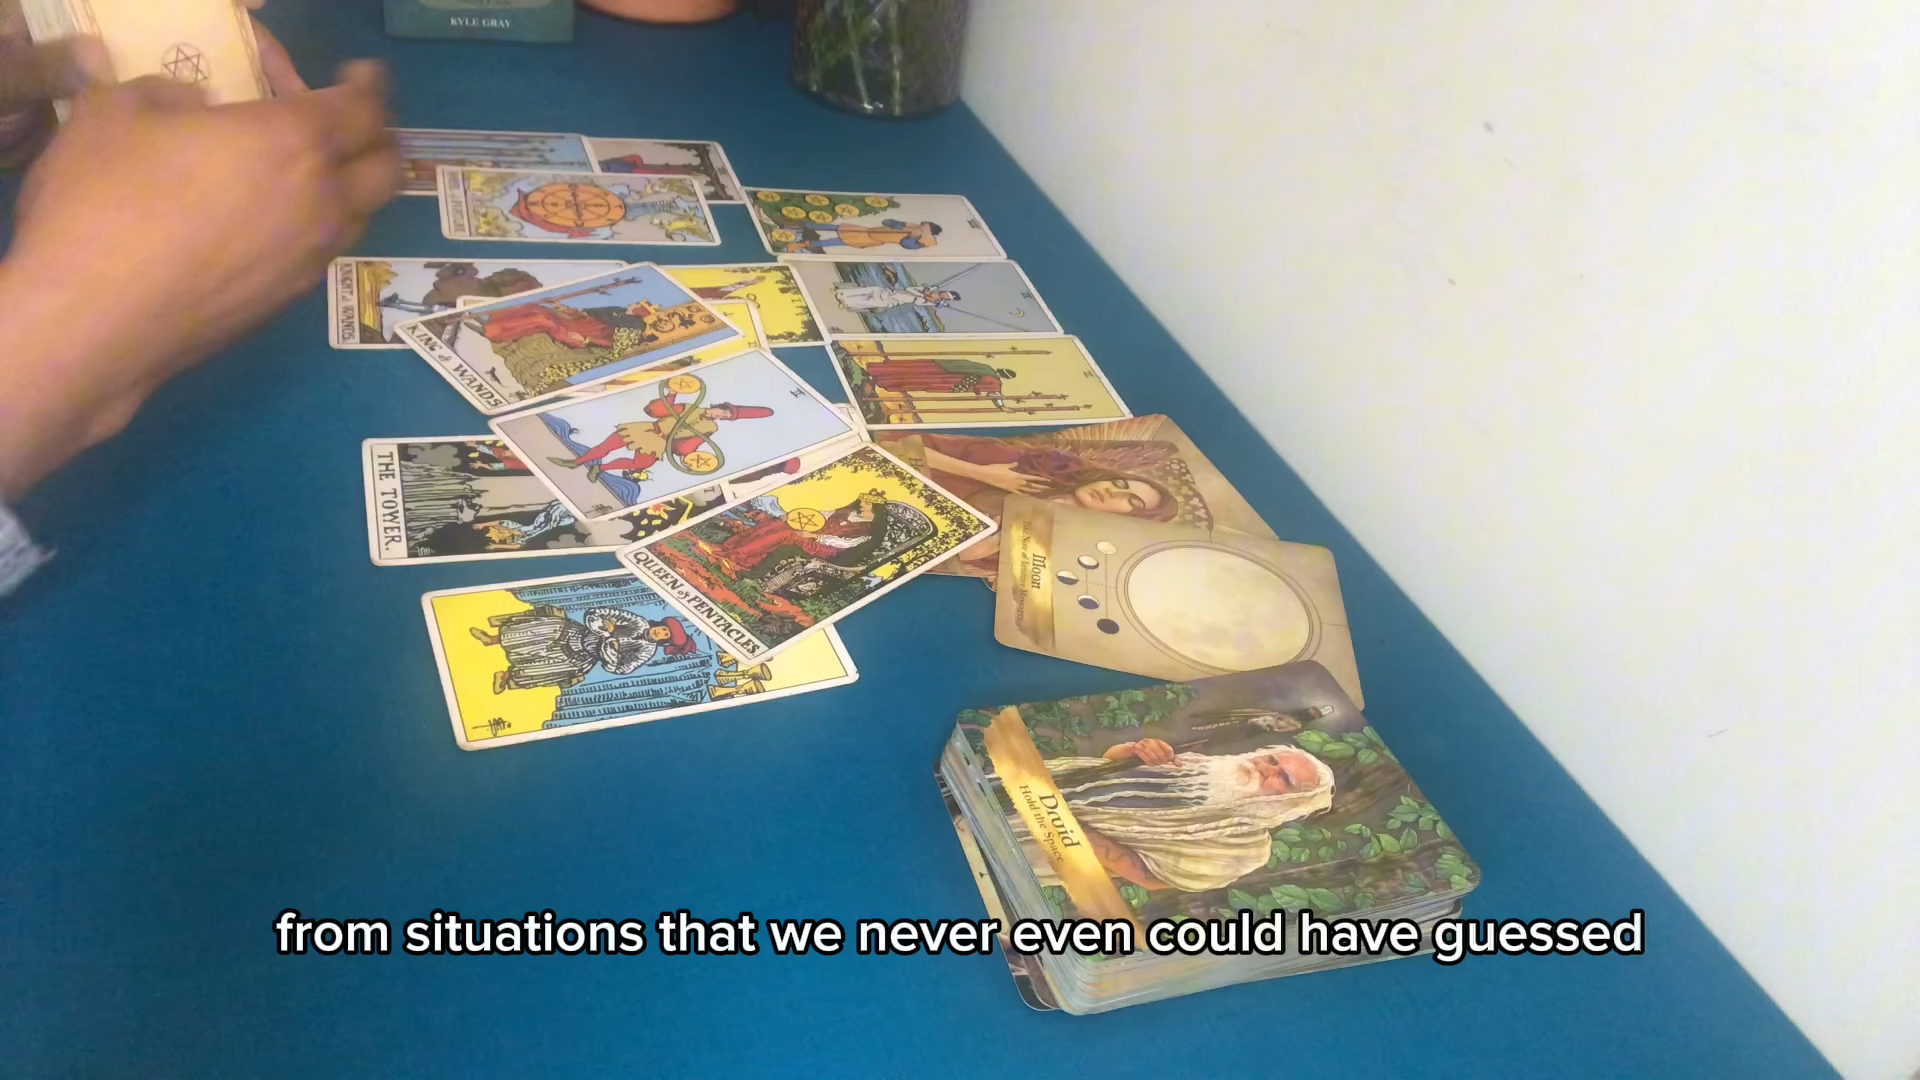 KYLE GRAY
KNIGHT of WANDS.
KING of WANDS
II
THE TOWER.
QUEEN of PENTACLES
Moon
Druid
Hold the Space
from situations that we never even could have guessed